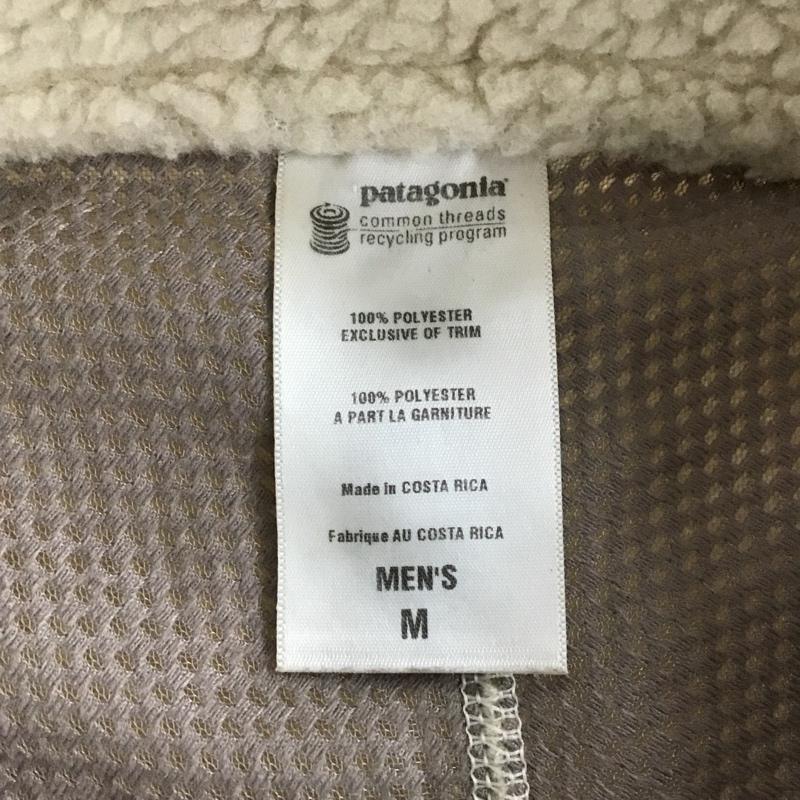 patagonia®
common threads
recycling program
100% POLYESTER
EXCLUSIVE OF TRIM
100% POLYESTER
A PART LA GARNITURE
Made in COSTA RICA
Fabrique AU COSTA RICA
MEN'S
M